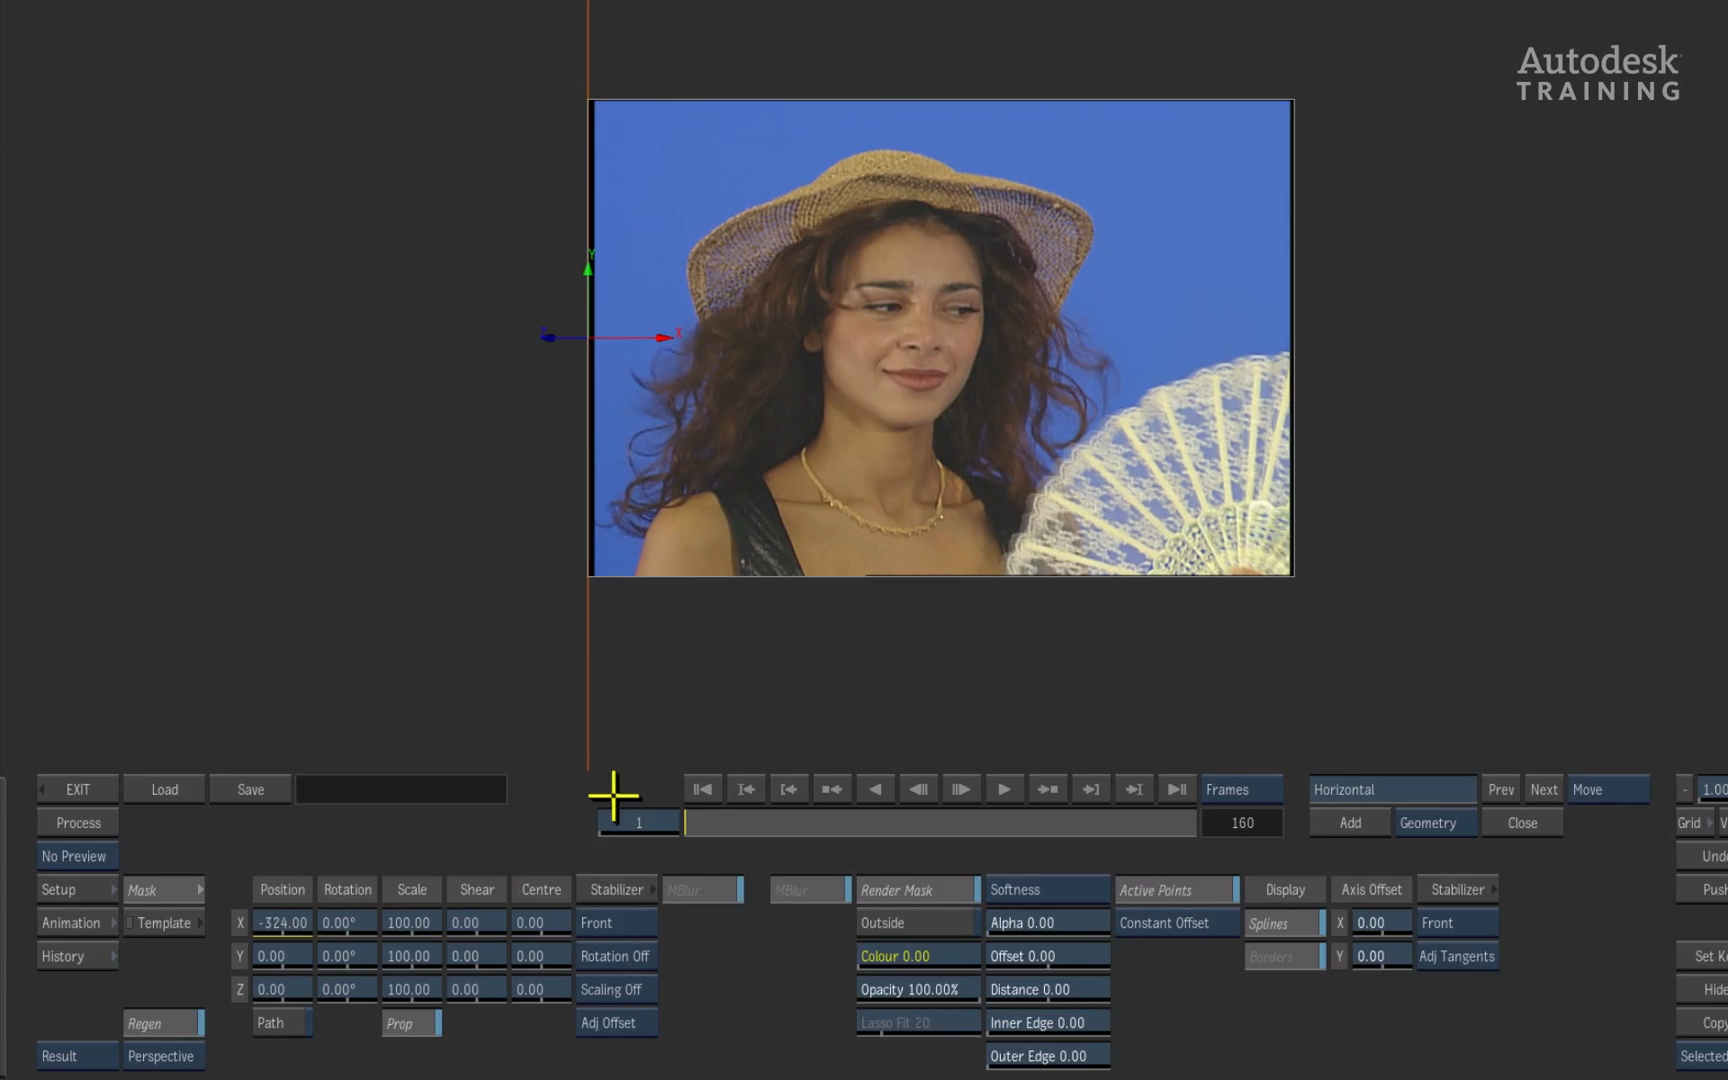 Autodesk
TRAINING
Y
Z
X
EXIT Load Save Frames Horizontal Prev Next Move - 1.00
Process 1 160 Add Geometry Close Grid
No Preview
Setup Mask Position Rotation Scale Shear Centre Stabilizer MBlur MBlur Render Mask Softness Active Points Display Axis Offset Stabilizer
Animation Template X -324.00 0.00° 100.00 0.00 0.00 Front Outside Alpha 0.00 Constant Offset Splines X 0.00 Front
History Y 0.00 0.00° 100.00 0.00 0.00 Rotation Off Colour 0.00 Offset 0.00 Borders Y 0.00 Adj Tangents Set K
Z 0.00 0.00° 100.00 0.00 0.00 Scaling Off Opacity 100.00% Distance 0.00 Hide
Regen Path Prop Adj Offset Lasso Fit 20 Inner Edge 0.00 Copy
Result Perspective Outer Edge 0.00 Selected